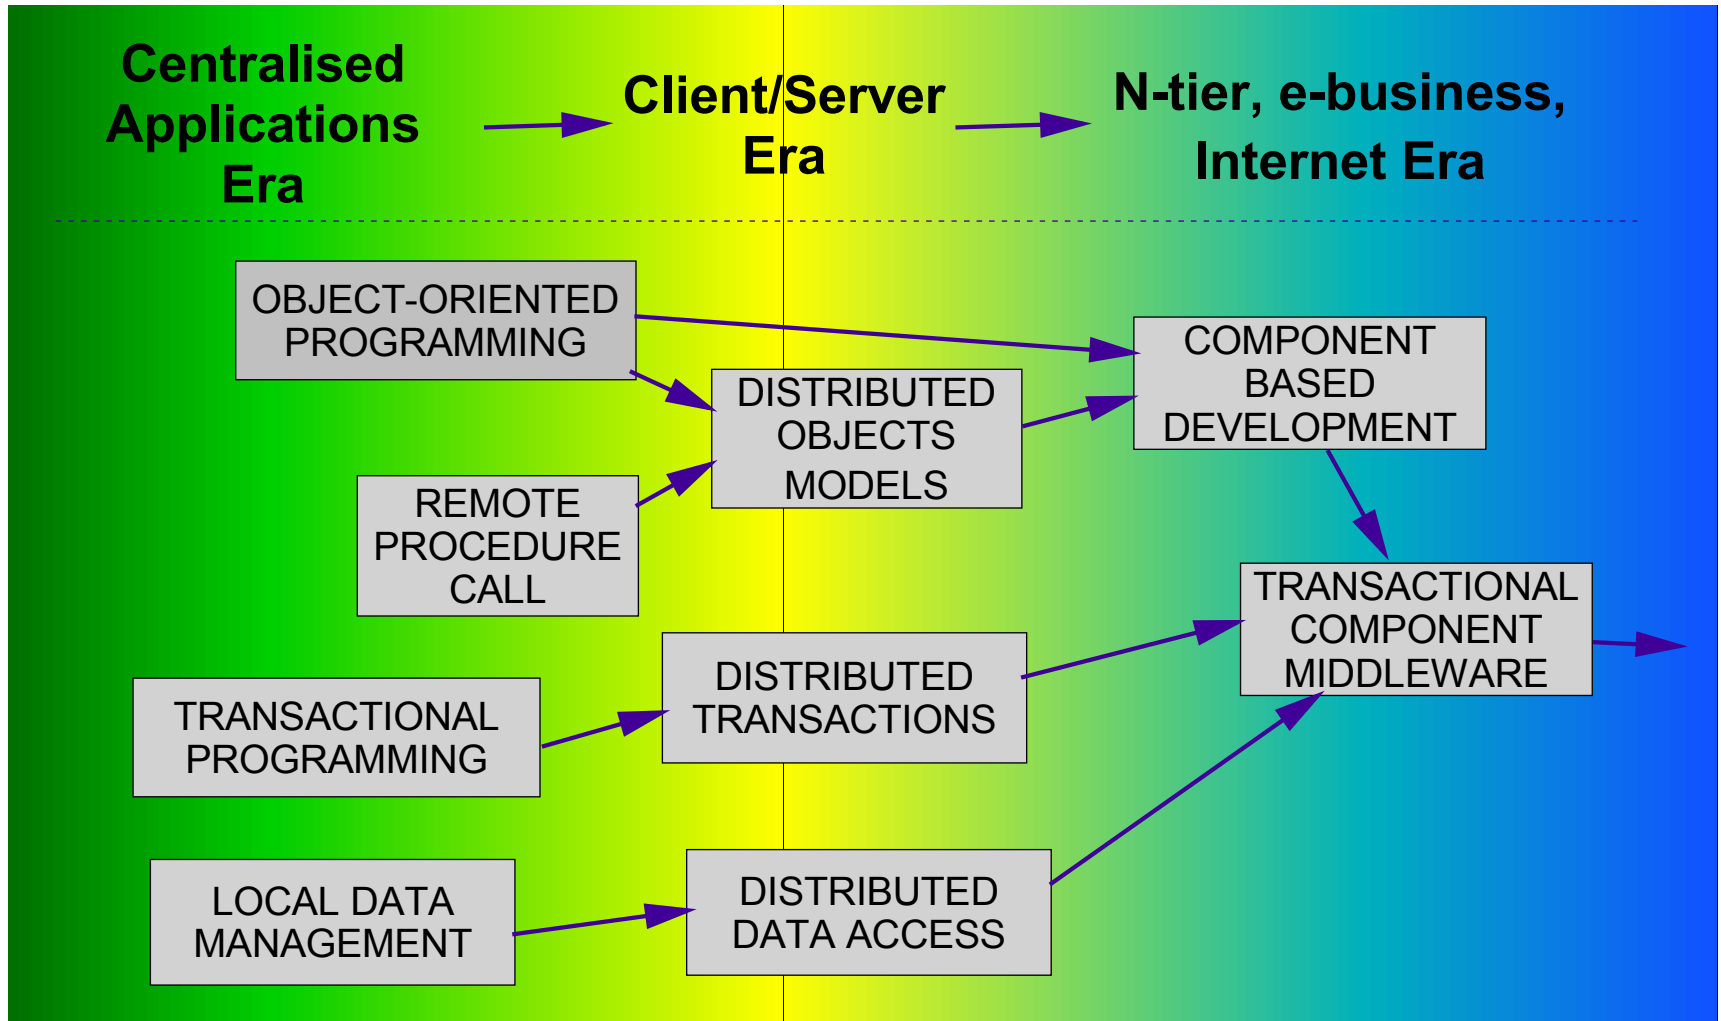 Centralised
Applications
Era
Client/Server
Era
N-tier, e-business,
Internet Era
OBJECT-ORIENTED
PROGRAMMING
COMPONENT
BASED
DEVELOPMENT
DISTRIBUTED
OBJECTS
MODELS
REMOTE
PROCEDURE
CALL
TRANSACTIONAL
COMPONENT
MIDDLEWARE
DISTRIBUTED
TRANSACTIONS
TRANSACTIONAL
PROGRAMMING
LOCAL DATA
MANAGEMENT
DISTRIBUTED
DATA ACCESS